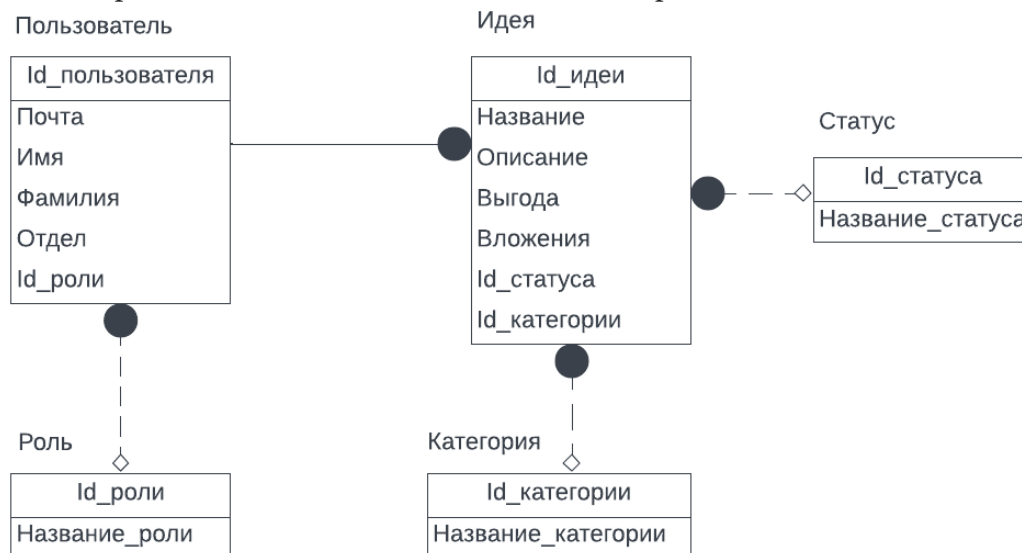 Пользователь
Id_пользователя
Почта
Имя
Фамилия
Отдел
Id_роли
Идея
Id_идеи
Название
Описание
Выгода
Вложения
Id_статуса
Id_категории
Статус
Id_статуса
Название_статуса
Роль
Id_роли
Название_роли
Категория
Id_категории
Название_категории